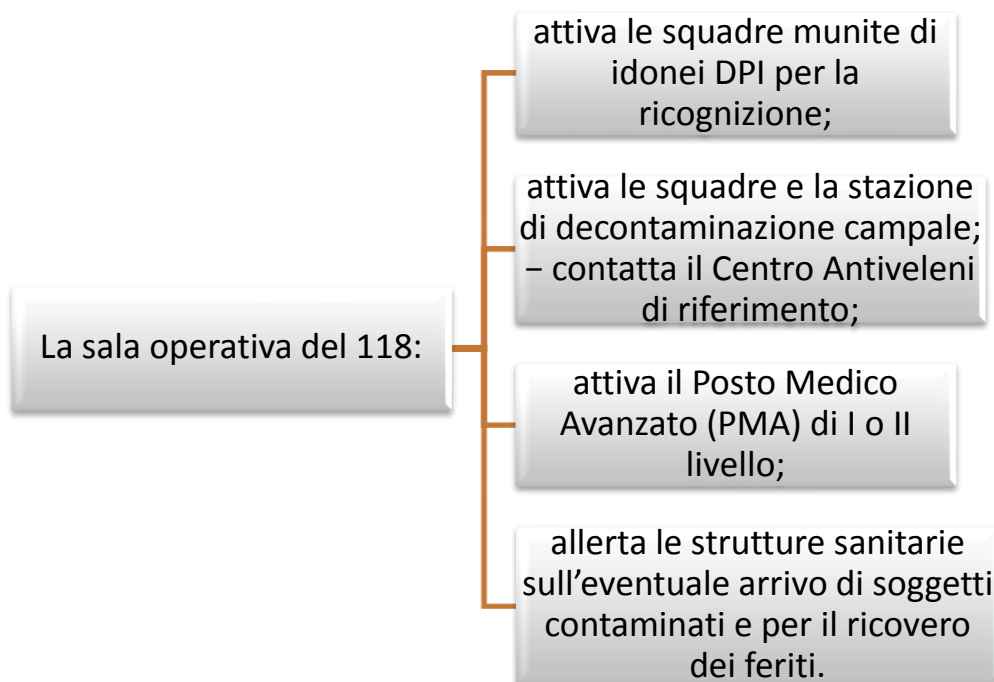 La sala operativa del 118:
attiva le squadre munite di
idonei DPI per la
ricognizione;
attiva le squadre e la stazione
di decontaminazione campale;
− contatta il Centro Antiveleni
di riferimento;
attiva il Posto Medico
Avanzato (PMA) di I o II
livello;
allerta le strutture sanitarie
sull’eventuale arrivo di soggetti
contaminati e per il ricovero
dei feriti.